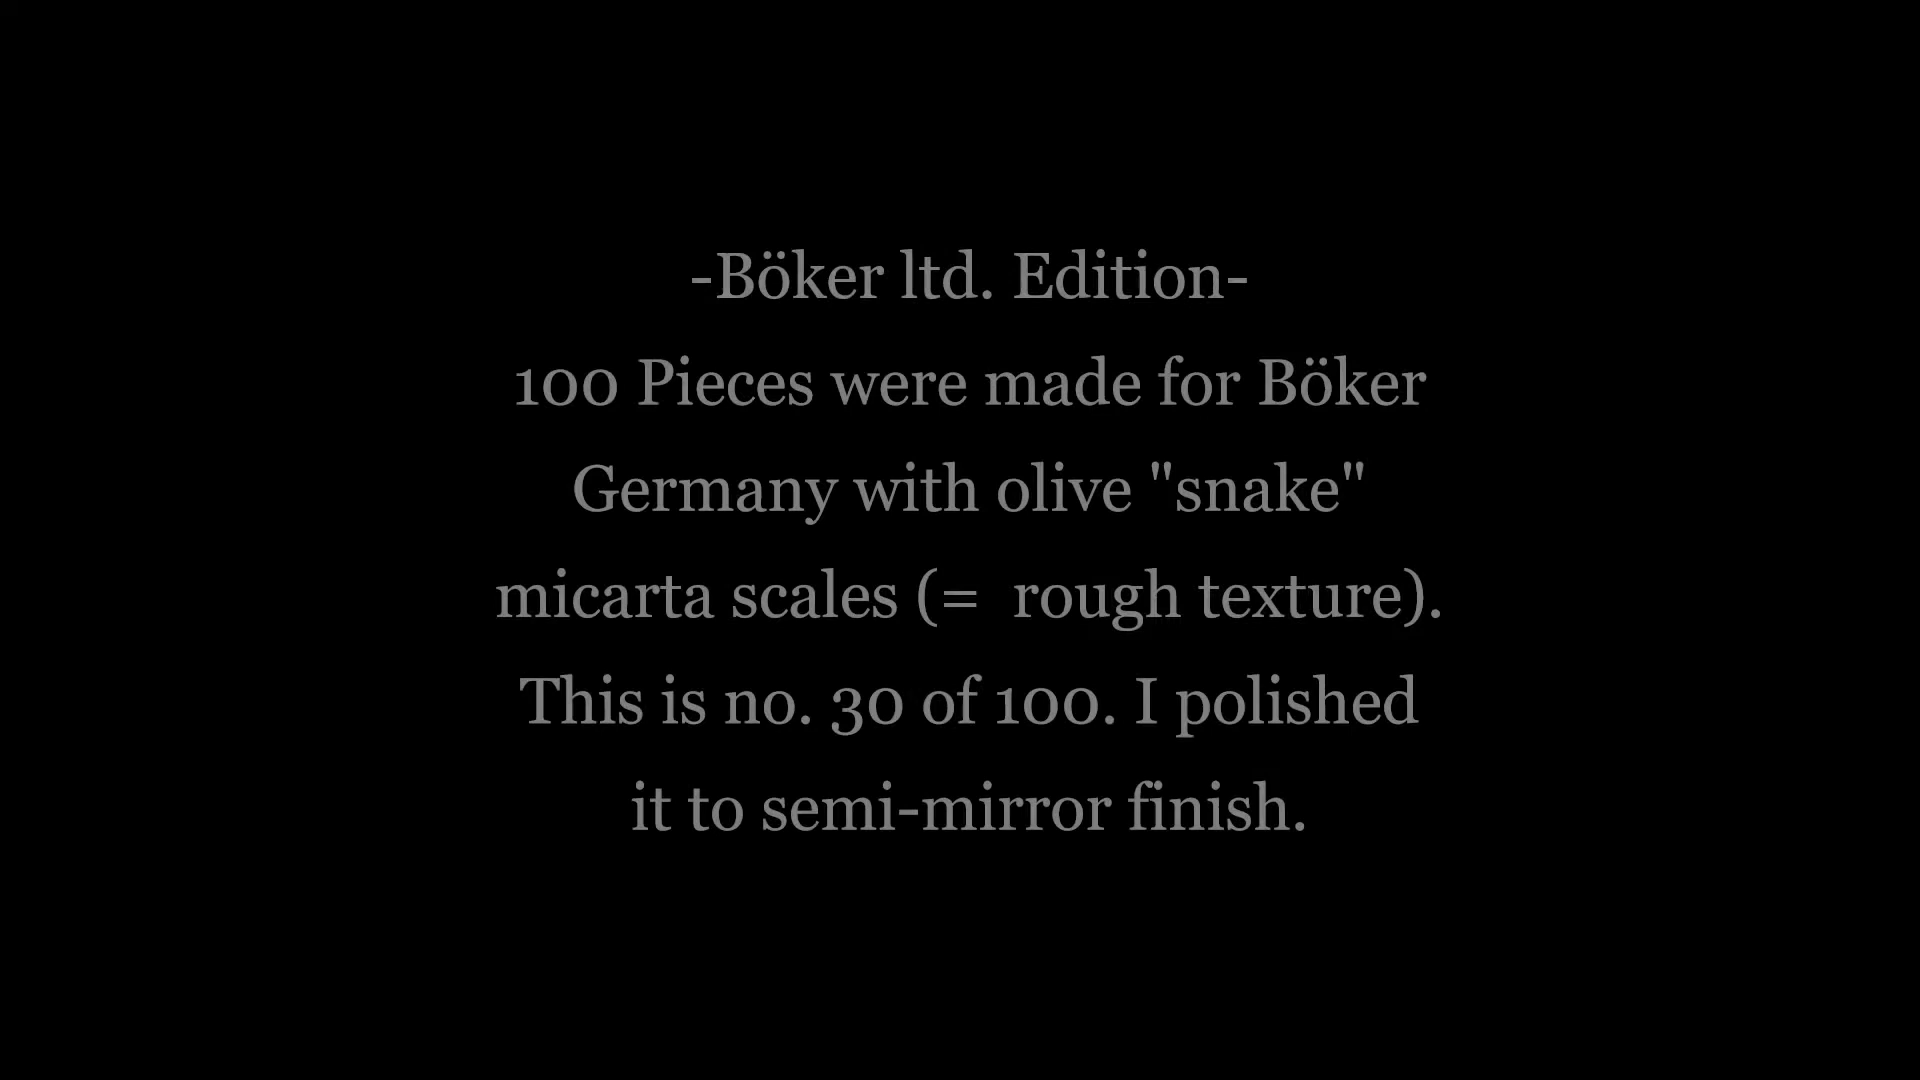 -Böker ltd. Edition-
100 Pieces were made for Böker
Germany with olive "snake"
micarta scales (=  rough texture).
This is no. 30 of 100. I polished
it to semi-mirror finish.